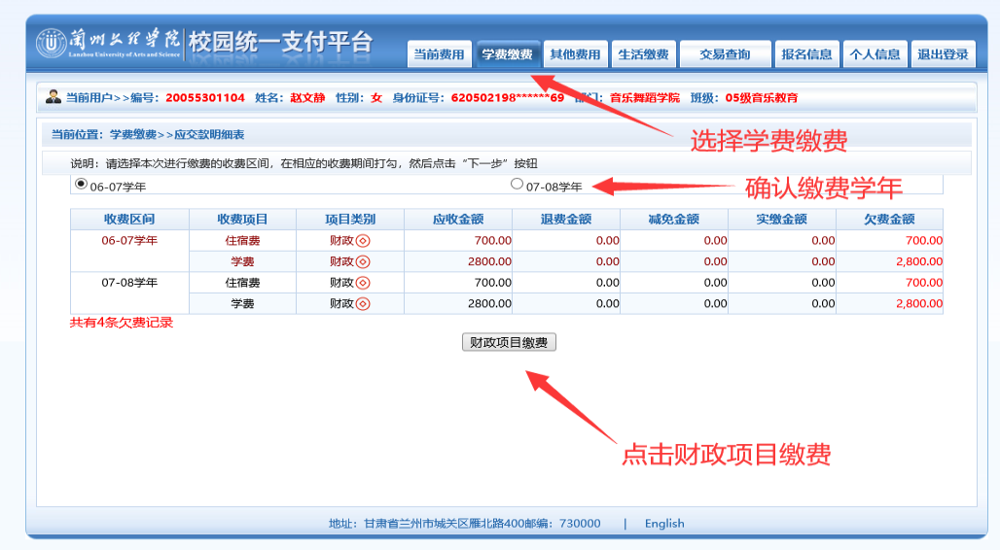 兰州文理学院 校园统一支付平台
Lanzhou University of Arts and Science
当前费用 学费缴费 其他费用 生活缴费 交易查询 报名信息 个人信息 退出登录
当前用户>>编号：20055301104 姓名：赵文静 性别：女 身份证号：620502198******69 部门：音乐舞蹈学院 班级：05级音乐教育
选择学费缴费
当前位置：学费缴费>>应交款明细表
说明：请选择本次进行缴费的收费区间，在相应的收费期间打勾，然后点击“下一步”按钮
06-07学年 07-08学年
确认缴费学年
收费区间 收费项目 项目类别 应收金额 退费金额 减免金额 实缴金额 欠费金额
06-07学年 住宿费 财政 700.00 0.00 0.00 0.00 700.00
学费 财政 2800.00 0.00 0.00 0.00 2,800.00
07-08学年 住宿费 财政 700.00 0.00 0.00 0.00 700.00
学费 财政 2800.00 0.00 0.00 0.00 2,800.00
共有4条欠费记录
财政项目缴费
点击财政项目缴费
地址：甘肃省兰州市城关区雁北路400邮编：730000 | English